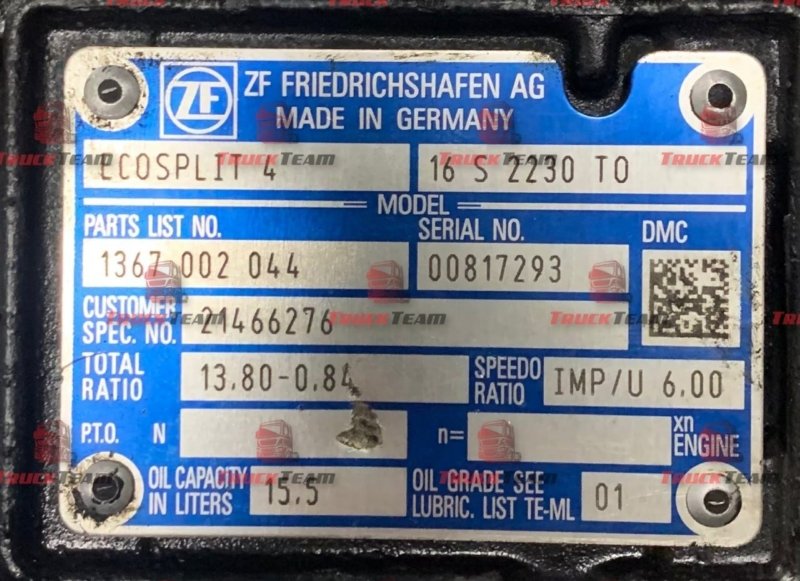 ZF ZF FRIEDRICHSHAFEN AG
MADE IN GERMANY
ECOSPLIT 4 16 S 2230 TO
MODEL
PARTS LIST NO. SERIAL NO. DMC
1367 002 044 00817293
CUSTOMER
SPEC. NO. 21466276
TOTAL
RATIO 13.80-0.84 SPEEDO
RATIO IMP/U 6.00
P.T.O. N n= xn
ENGINE
OIL CAPACITY
IN LITERS 15.5 OIL GRADE SEE
LUBRIC. LIST TE-ML 01
TRUCKTEAM